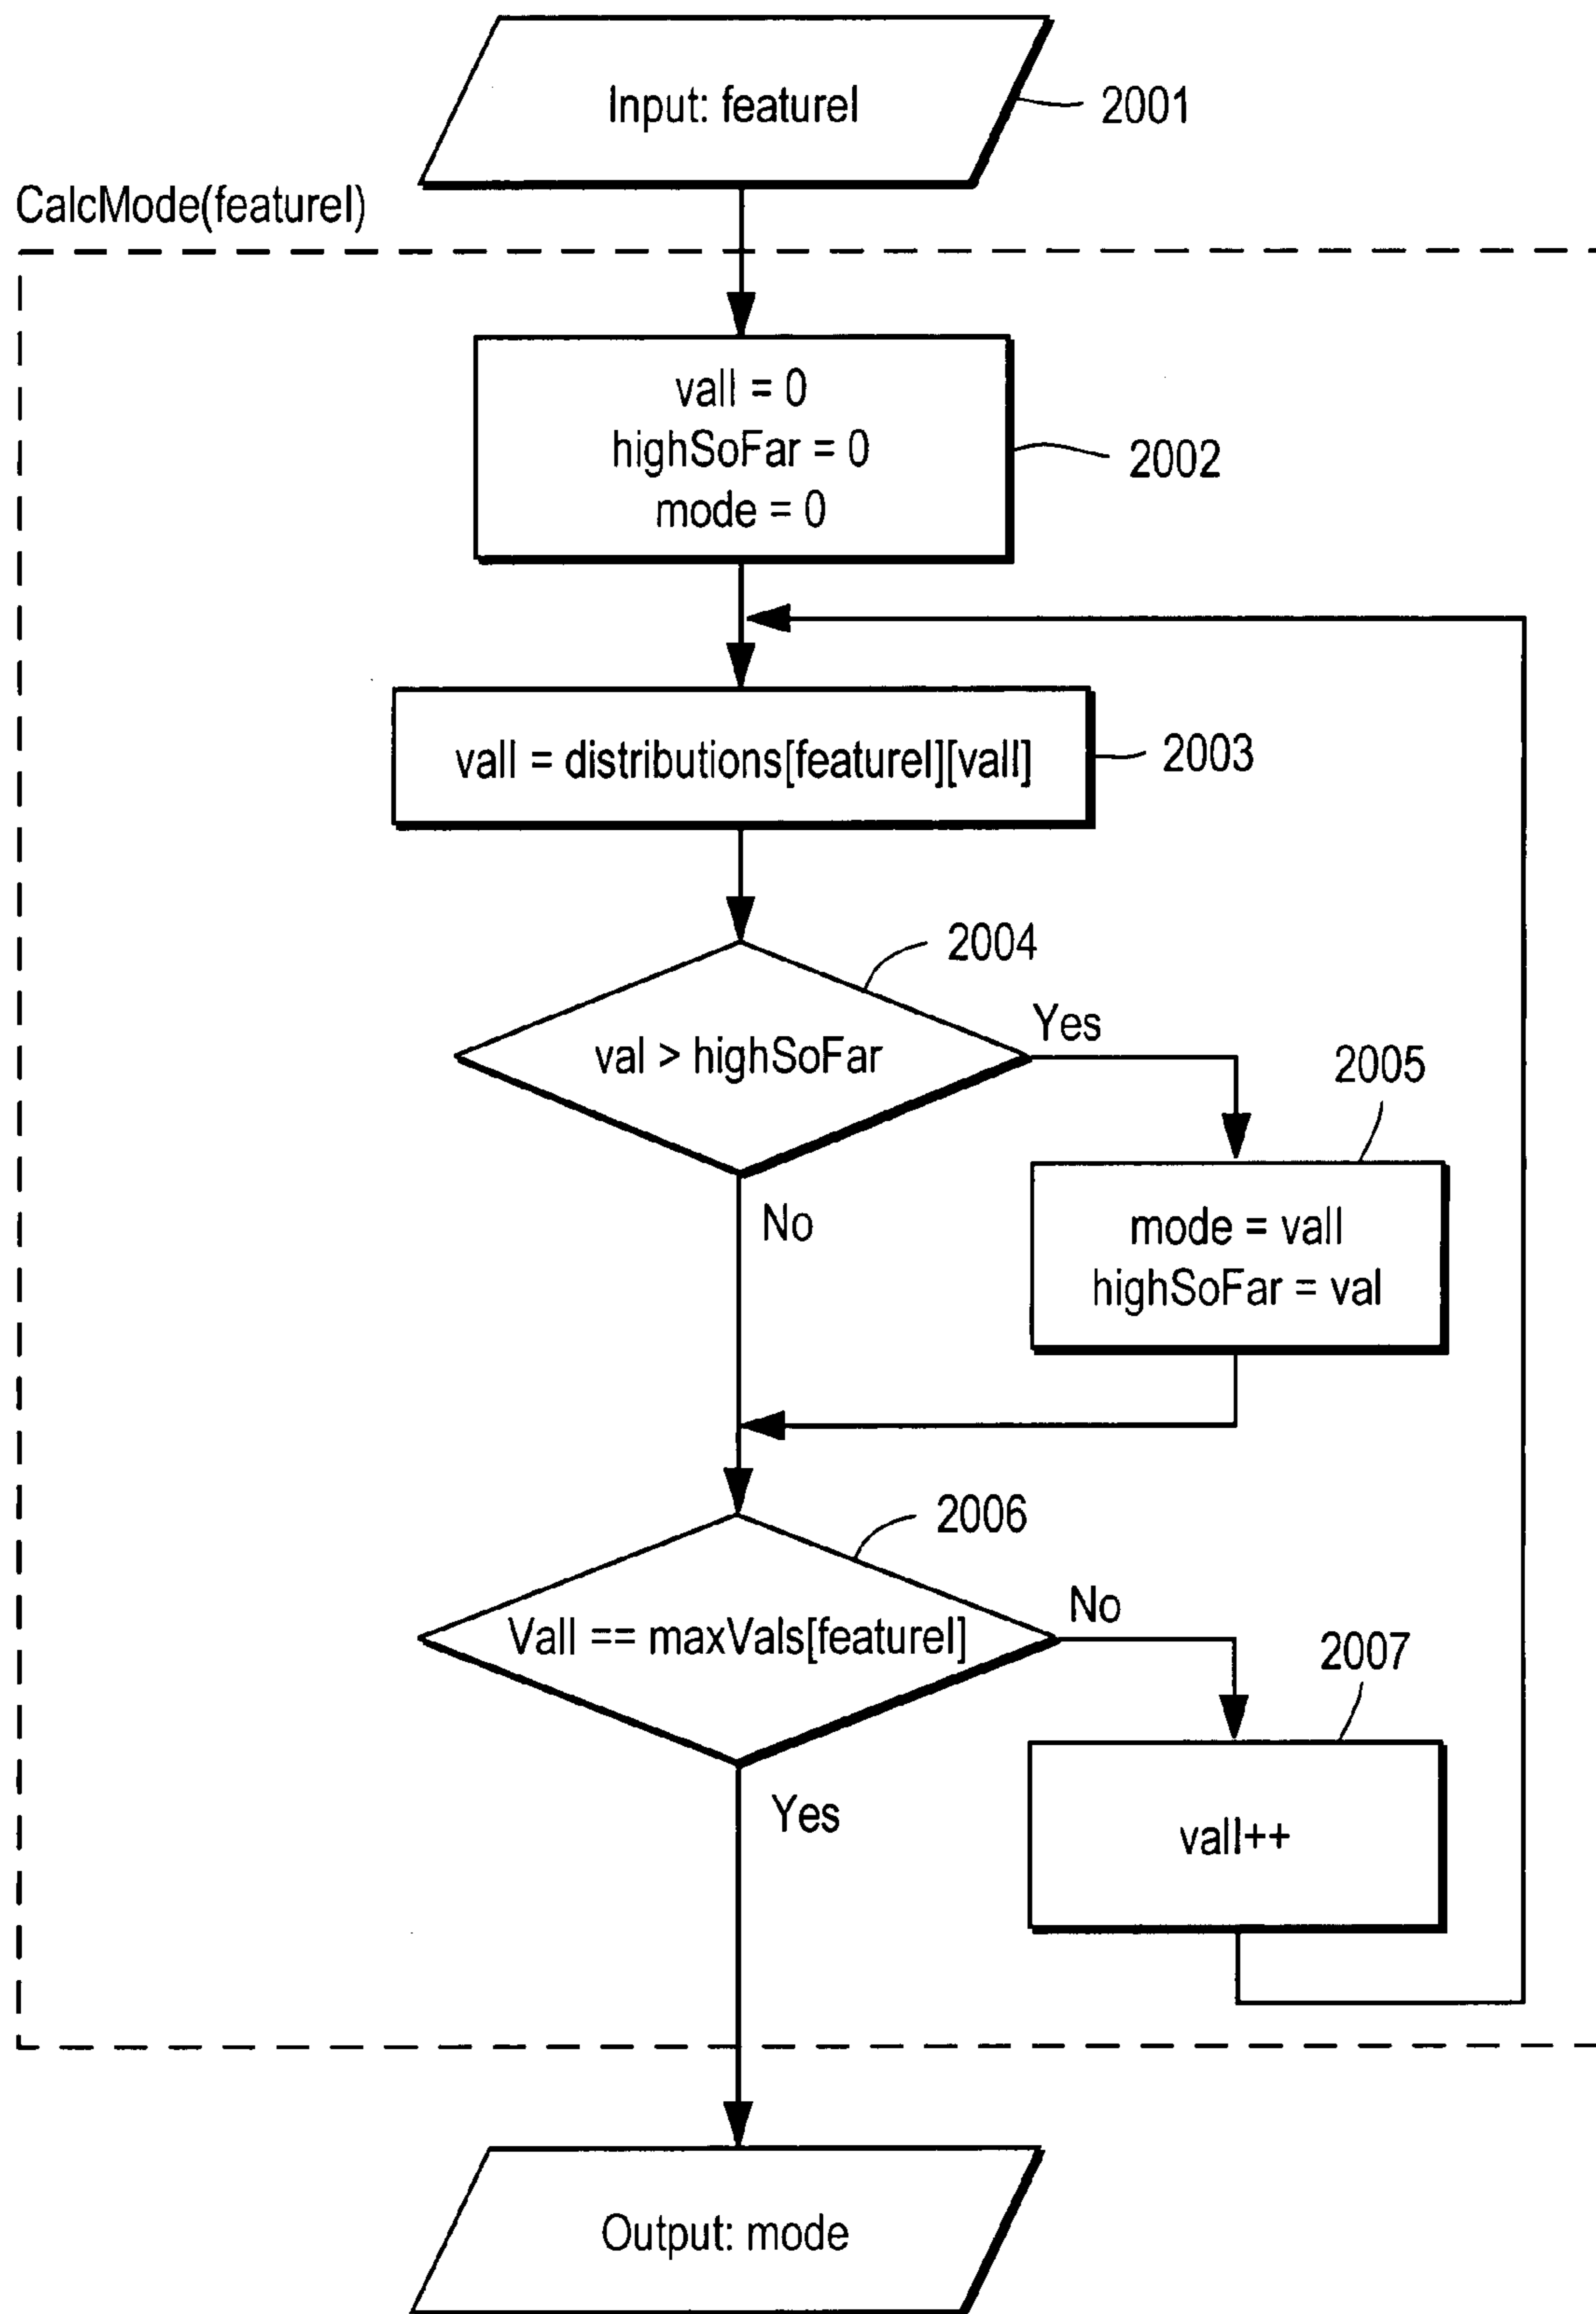 Input: featureI
2001
CalcMode(featureI)
valI = 0
highSoFar = 0
mode = 0
2002
valI = distributions[featureI][valI]
2003
2004
val > highSoFar
Yes
2005
No
mode = valI
highSoFar = val
2006
ValI == maxVals[featureI]
No
2007
Yes
valI++
Output: mode